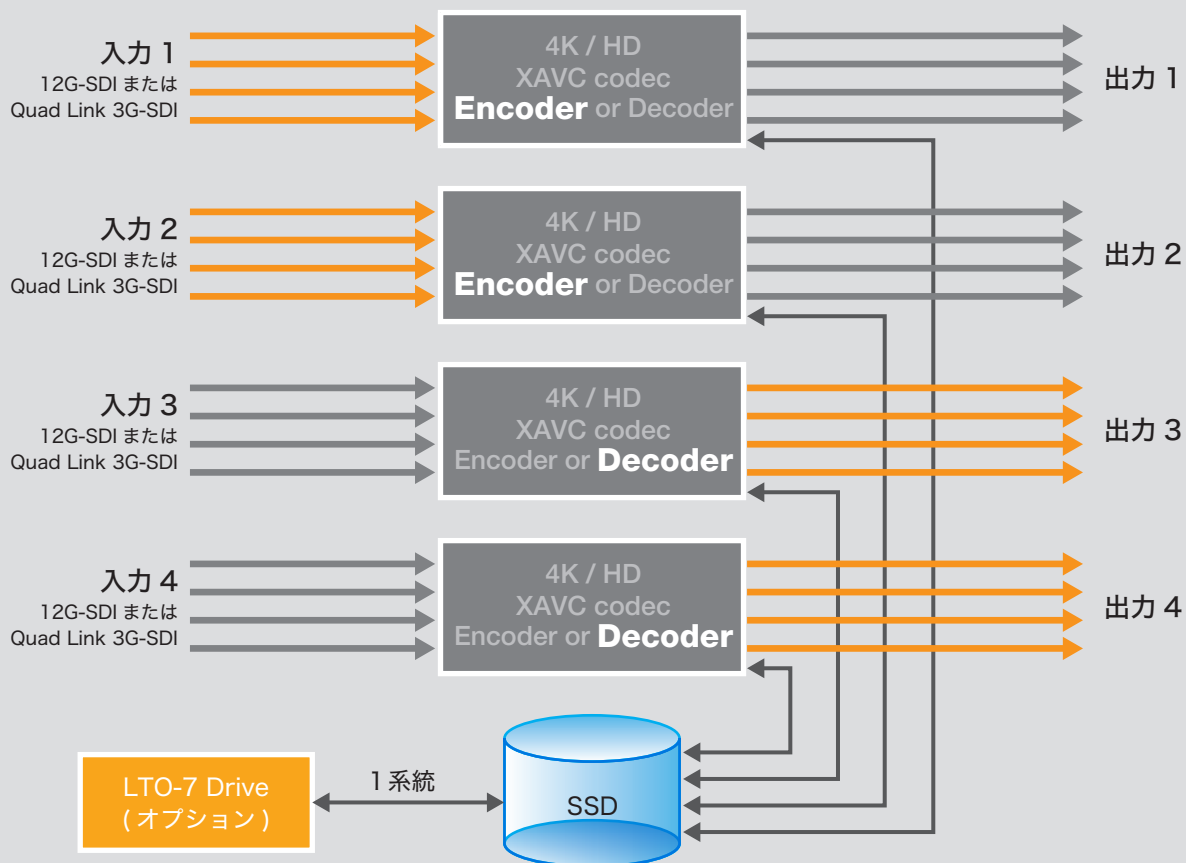 入力 1
12G-SDI または
Quad Link 3G-SDI
4K / HD
XAVC codec
Encoder or Decoder
出力 1
入力 2
12G-SDI または
Quad Link 3G-SDI
4K / HD
XAVC codec
Encoder or Decoder
出力 2
入力 3
12G-SDI または
Quad Link 3G-SDI
4K / HD
XAVC codec
Encoder or Decoder
出力 3
入力 4
12G-SDI または
Quad Link 3G-SDI
4K / HD
XAVC codec
Encoder or Decoder
出力 4
LTO-7 Drive
( オプション )
1 系統
SSD